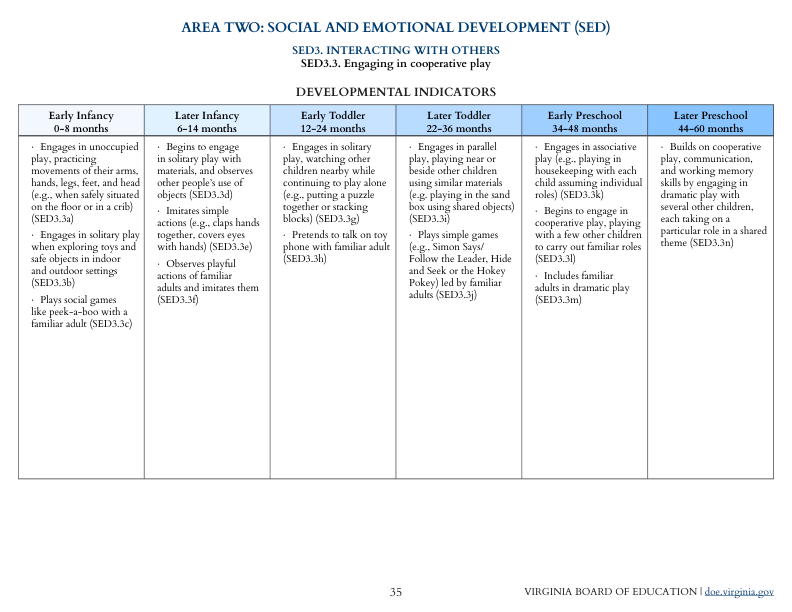 AREA TWO: SOCIAL AND EMOTIONAL DEVELOPMENT (SED)
SED3. INTERACTING WITH OTHERS
SED3.3. Engaging in cooperative play
DEVELOPMENTAL INDICATORS
Early Infancy
0–8 months
· Engages in unoccupied
play, practicing
movements of their arms,
hands, legs, feet, and head
(e.g., when safely situated
on the floor or in a crib)
(SED3.3a)
· Engages in solitary play
when exploring toys and
safe objects in indoor
and outdoor settings
(SED3.3b)
· Plays social games
like peek-a-boo with a
familiar adult (SED3.3c)
Later Infancy
6-14 months
· Begins to engage
in solitary play with
materials, and observes
other people's use of
objects (SED3.3d)
· Imitates simple
actions (e.g., claps hands
together, covers eyes
with hands) (SED3.3e)
· Observes playful
actions of familiar
adults and imitates them
(SED3.3f)
Early Toddler
12–24 months
· Engages in solitary
play, watching other
children nearby while
continuing to play alone
(e.g., putting a puzzle
together or stacking
blocks) (SED3.3g)
· Pretends to talk on toy
phone with familiar adult
(SED3.3h)
Later Toddler
22–36 months
· Engages in parallel
play, playing near or
beside other children
using similar materials
(e.g. playing in the sand
box using shared objects)
(SED3.3i)
· Plays simple games
(e.g., Simon Says/
Follow the Leader, Hide
and Seek or the Hokey
Pokey) led by familiar
adults (SED3.3j)
Early Preschool
34–48 months
· Engages in associative
play (e.g., playing in
housekeeping with each
child assuming individual
roles) (SED3.3k)
· Begins to engage in
cooperative play, playing
with a few other children
to carry out familiar roles
(SED3.3l)
· Includes familiar
adults in dramatic play
(SED3.3m)
Later Preschool
44–60 months
· Builds on cooperative
play, communication,
and working memory
skills by engaging in
dramatic play with
several other children,
each taking on a
particular role in a shared
theme (SED3.3n)
35
VIRGINIA BOARD OF EDUCATION | doe.virginia.gov